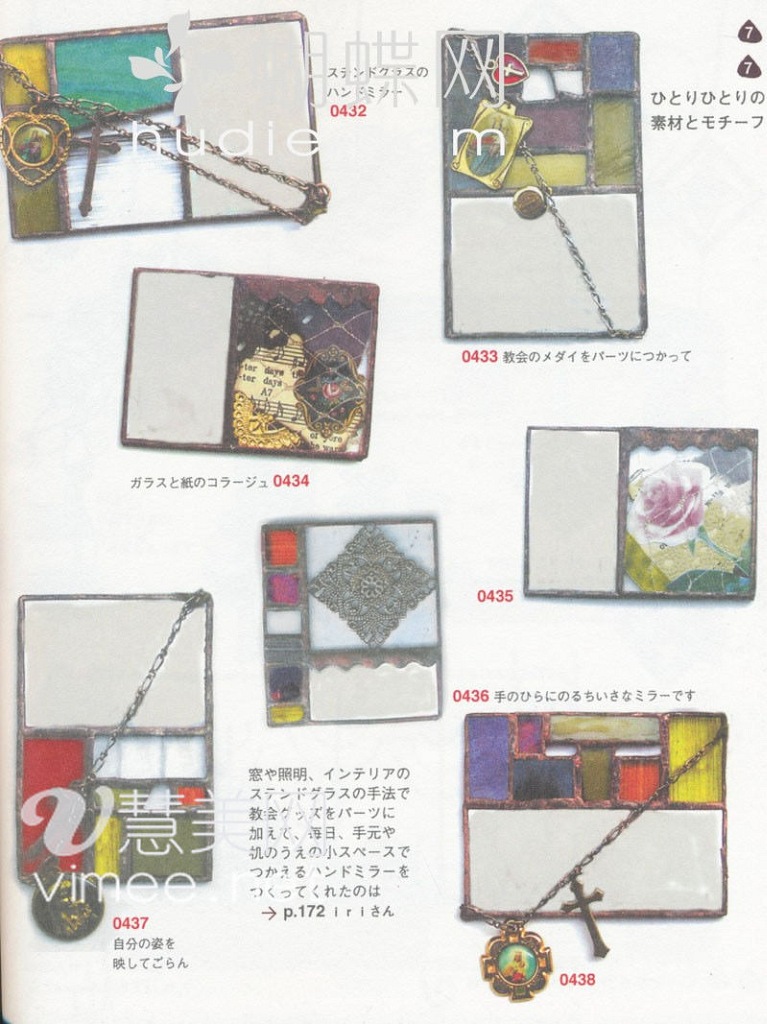 7
7
ひとりひとりの
素材とモチーフ
蝴蝶网
hudie
m
ステンドグラスの
ハンドミラー
0432
0433 教会のメダイをパーツにつかって
-ter days
-ter days
A7
of yore
ガラスと紙のコラージュ 0434
0435
0436 手のひらにのるちいさなミラーです
窓や照明、インテリアの
ステンドグラスの手法で
教会グッズをパーツに
加えて、毎日、手元や
机のうえの小スペースで
つかえるハンドミラーを
つくってくれたのは
→ p.172 iriさん
慧美网
vimee.n
0437
自分の姿を
映してごらん
0438